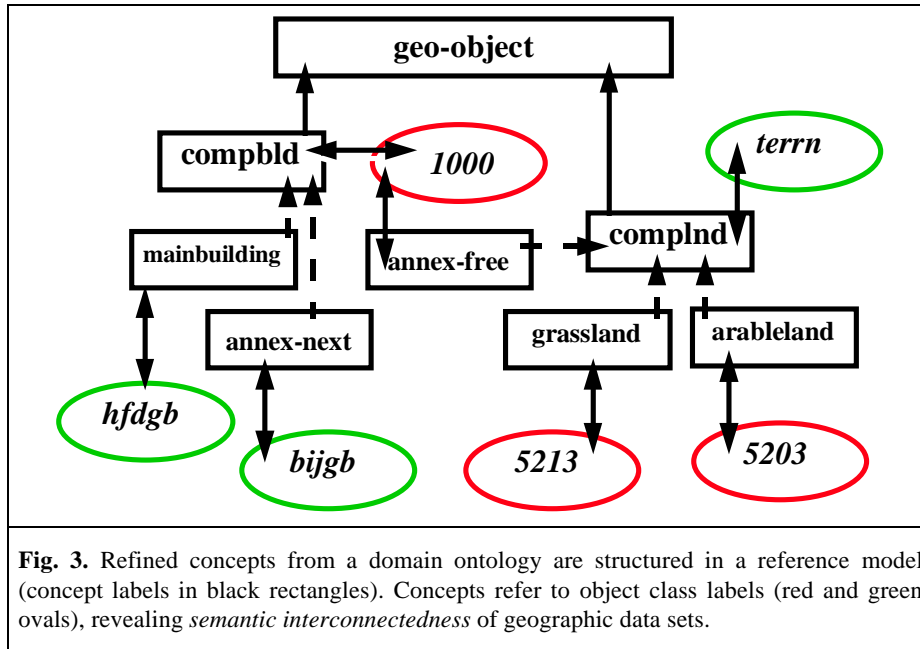 geo-object
compbld
1000
terrn
mainbuilding
annex-free
complnd
annex-next
grassland
arableland
hfdgb
bijgb
5213
5203
Fig. 3. Refined concepts from a domain ontology are structured in a reference model
(concept labels in black rectangles). Concepts refer to object class labels (red and green
ovals), revealing semantic interconnectedness of geographic data sets.